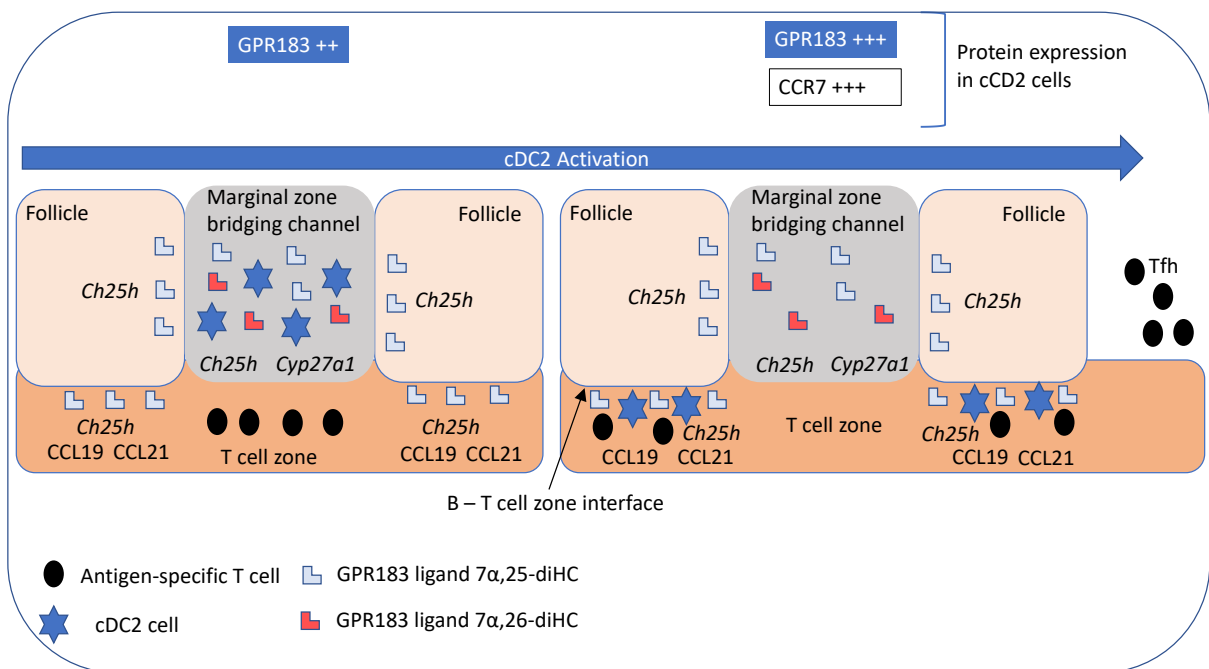 GPR183 ++
GPR183 +++
CCR7 +++
Protein expression
in cCD2 cells
cDC2 Activation
Follicle
Marginal zone
bridging channel
Follicle
Ch25h
Ch25h
Ch25h Cyp27a1
Ch25h
CCL19 CCL21
T cell zone
Ch25h
CCL19 CCL21
Follicle
Marginal zone
bridging channel
Follicle
Ch25h
Ch25h
Ch25h Cyp27a1
Tfh
Ch25h
CCL19 CCL21
T cell zone
Ch25h
CCL19 CCL21
B – T cell zone interface
Antigen-specific T cell
GPR183 ligand 7α,25-diHC
cDC2 cell
GPR183 ligand 7α,26-diHC